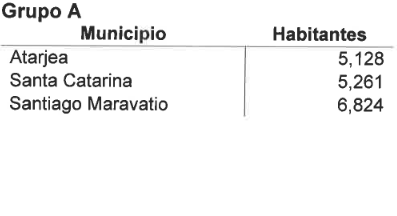 Grupo A
Municipio Habitantes
Atarjea 5,128
Santa Catarina 5,261
Santiago Maravatio 6,824